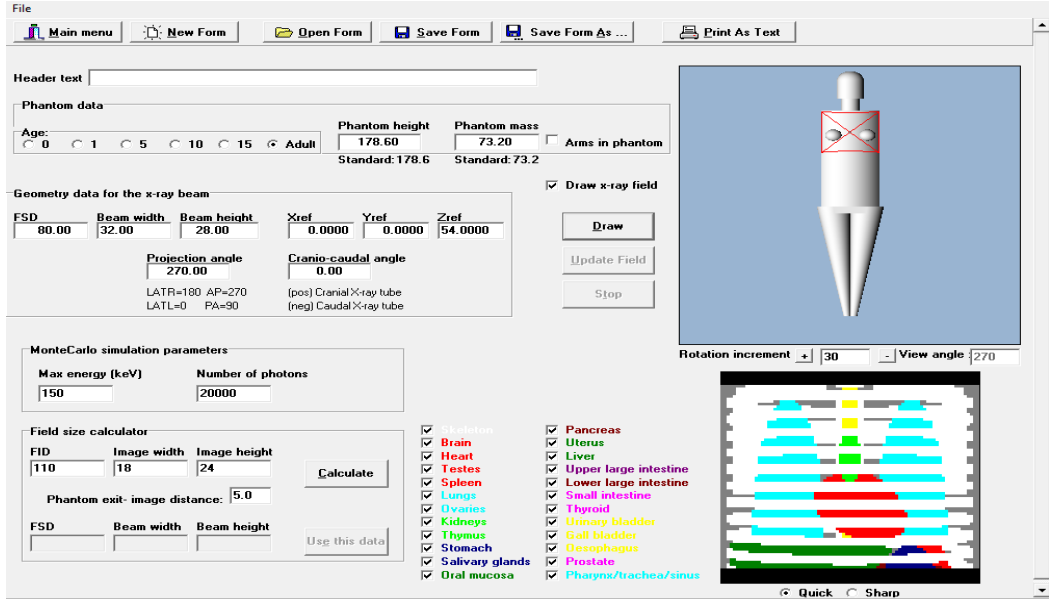 File
Main menu New Form Open Form Save Form Save Form As ... Print As Text
Header text
Phantom data
Age:
0 1 5 10 15 Adult
Phantom height Phantom mass
178.60 73.20 Arms in phantom
Standard: 178.6 Standard: 73.2
Geometry data for the x-ray beam
FSD Beam width Beam height Xref Yref Zref
80.00 32.00 28.00 0.0000 0.0000 54.0000
Projection angle Cranio-caudal angle
270.00 0.00
LATR=180 AP=270 (pos) Cranial X-ray tube
LATL=0 PA=90 (neg) Caudal X-ray tube
Draw x-ray field
Draw
Update Field
Stop
Rotation increment + 30 - View angle : 270
MonteCarlo simulation parameters
Max energy (keV) Number of photons
150 20000
Field size calculator
FID Image width Image height
110 18 24
Calculate
Phantom exit- image distance: 5.0
FSD Beam width Beam height
Use this data
Skeleton Pancreas
Brain Uterus
Heart Liver
Testes Upper large intestine
Spleen Lower large intestine
Lungs Small intestine
Ovaries Thyroid
Kidneys Urinary bladder
Thymus Gall bladder
Stomach Oesophagus
Salivary glands Prostate
Oral mucosa Pharynx/trachea/sinus
Quick Sharp